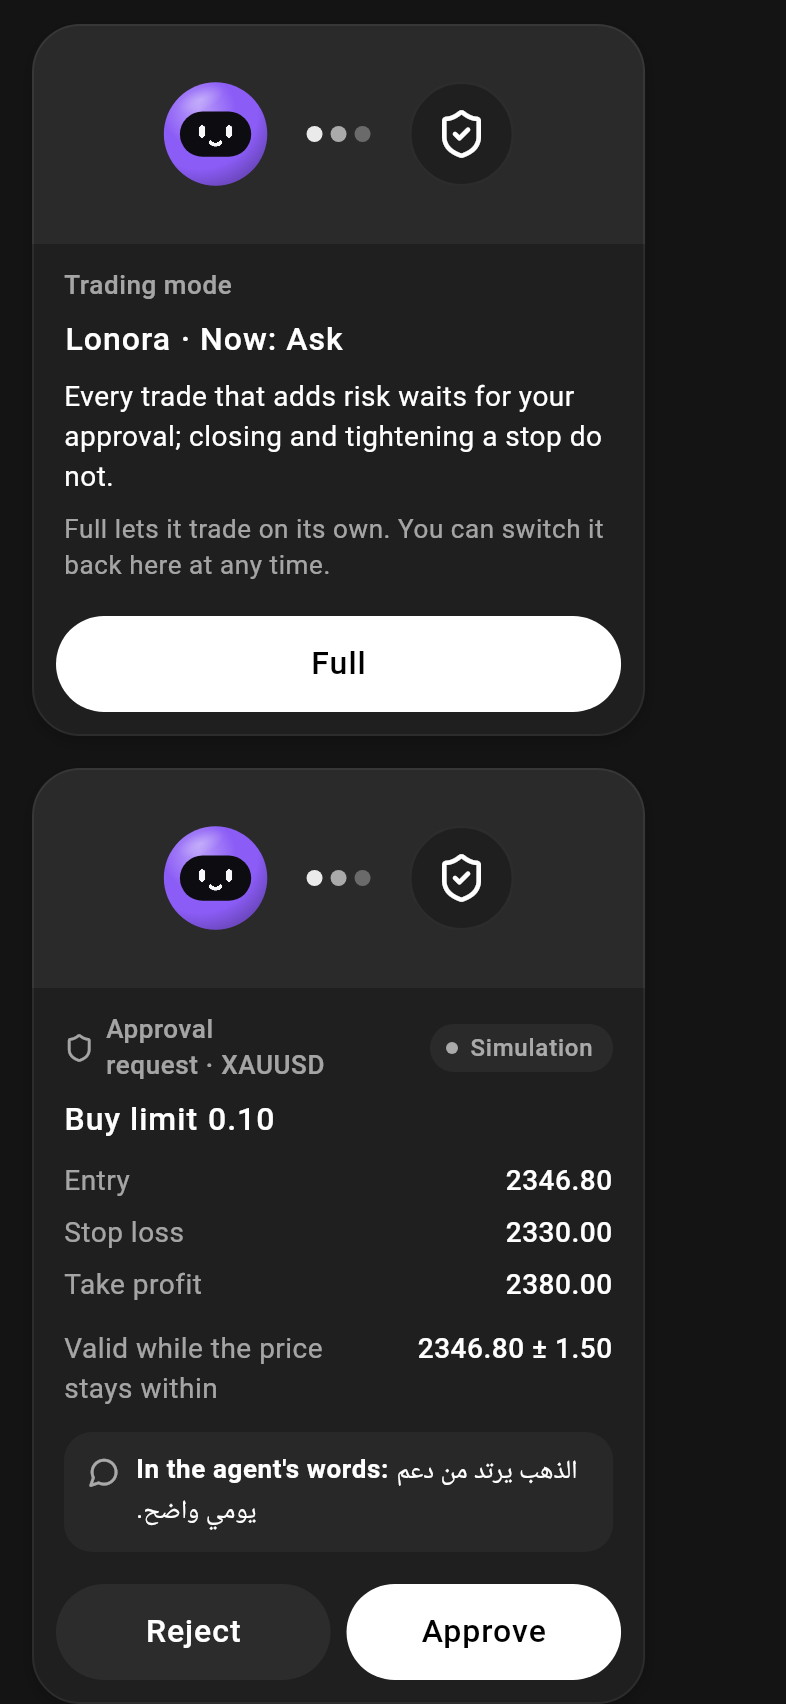 Trading mode
Lonora · Now: Ask
Every trade that adds risk waits for your
approval; closing and tightening a stop do
not.
Full lets it trade on its own. You can switch it
back here at any time.
Full
Approval
request · XAUUSD
Simulation
Buy limit 0.10
Entry 2346.80
Stop loss 2330.00
Take profit 2380.00
Valid while the price 2346.80 ± 1.50
stays within
In the agent's words: الذهب يرتد من دعم
يومي واضح.
Reject
Approve